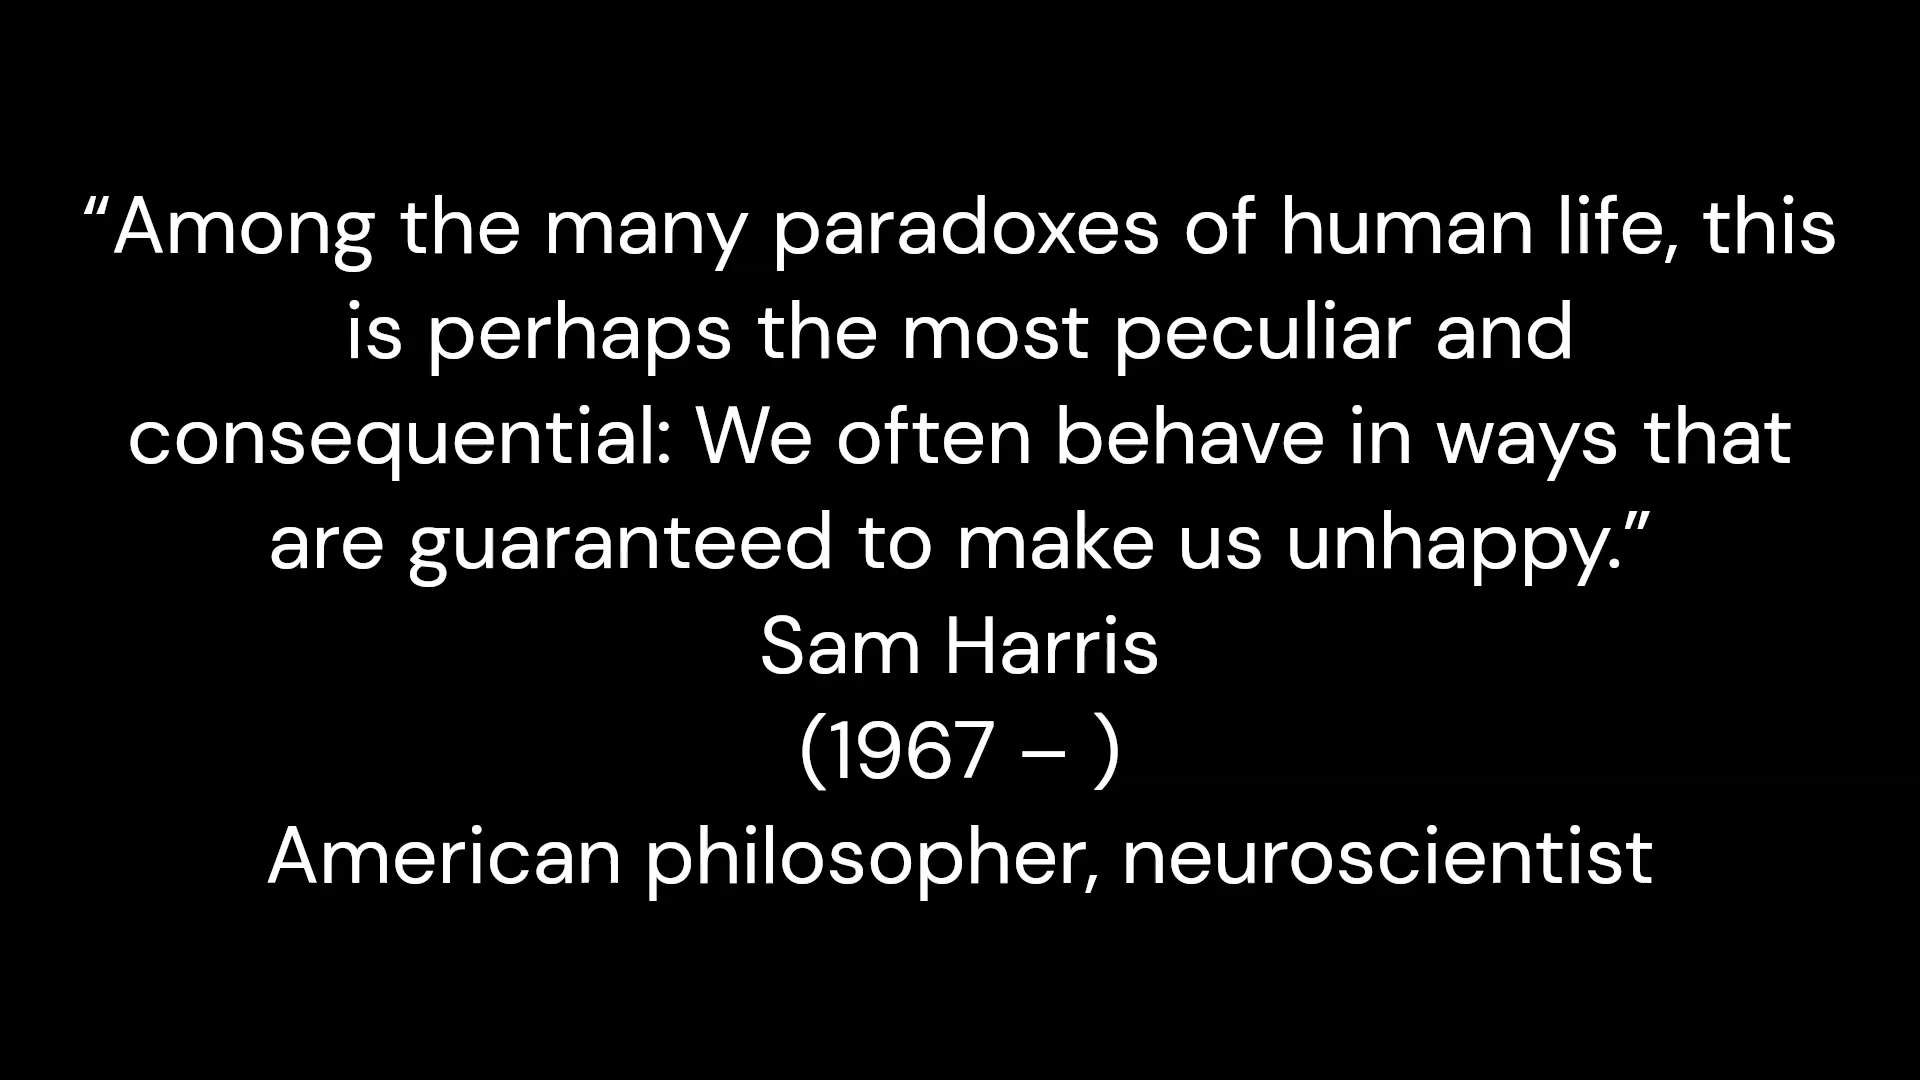 “Among the many paradoxes of human life, this
is perhaps the most peculiar and
consequential: We often behave in ways that
are guaranteed to make us unhappy.”
Sam Harris
(1967 – )
American philosopher, neuroscientist